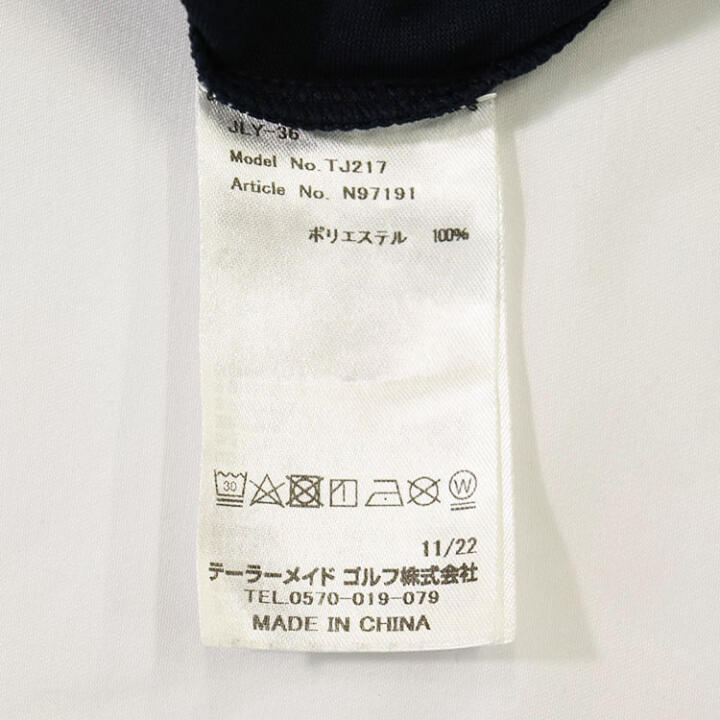 JLY-36
Model No. TJ217
Article No. N97191
ポリエステル 100%
30 W
11/22
テーラーメイド ゴルフ株式会社
TEL.0570-019-079
MADE IN CHINA